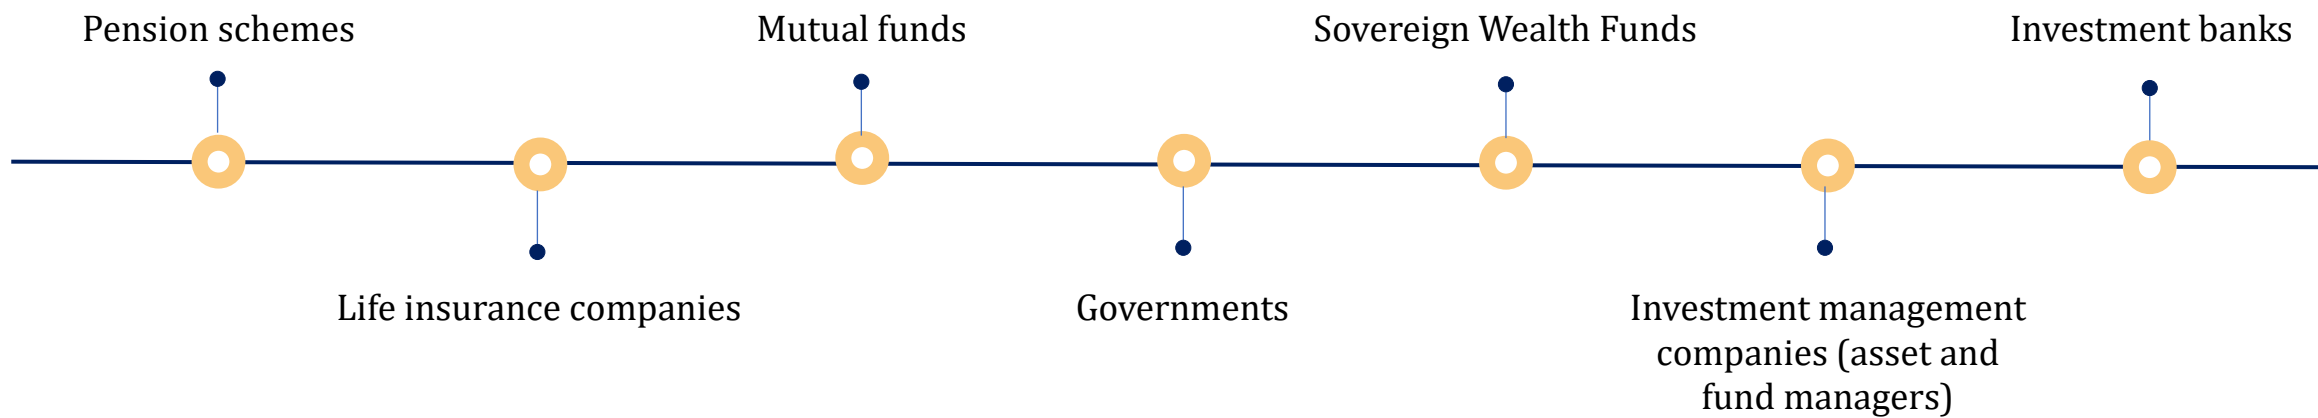 Pension schemes
Mutual funds
Sovereign Wealth Funds
Investment banks
Life insurance companies
Governments
Investment management
companies (asset and
fund managers)